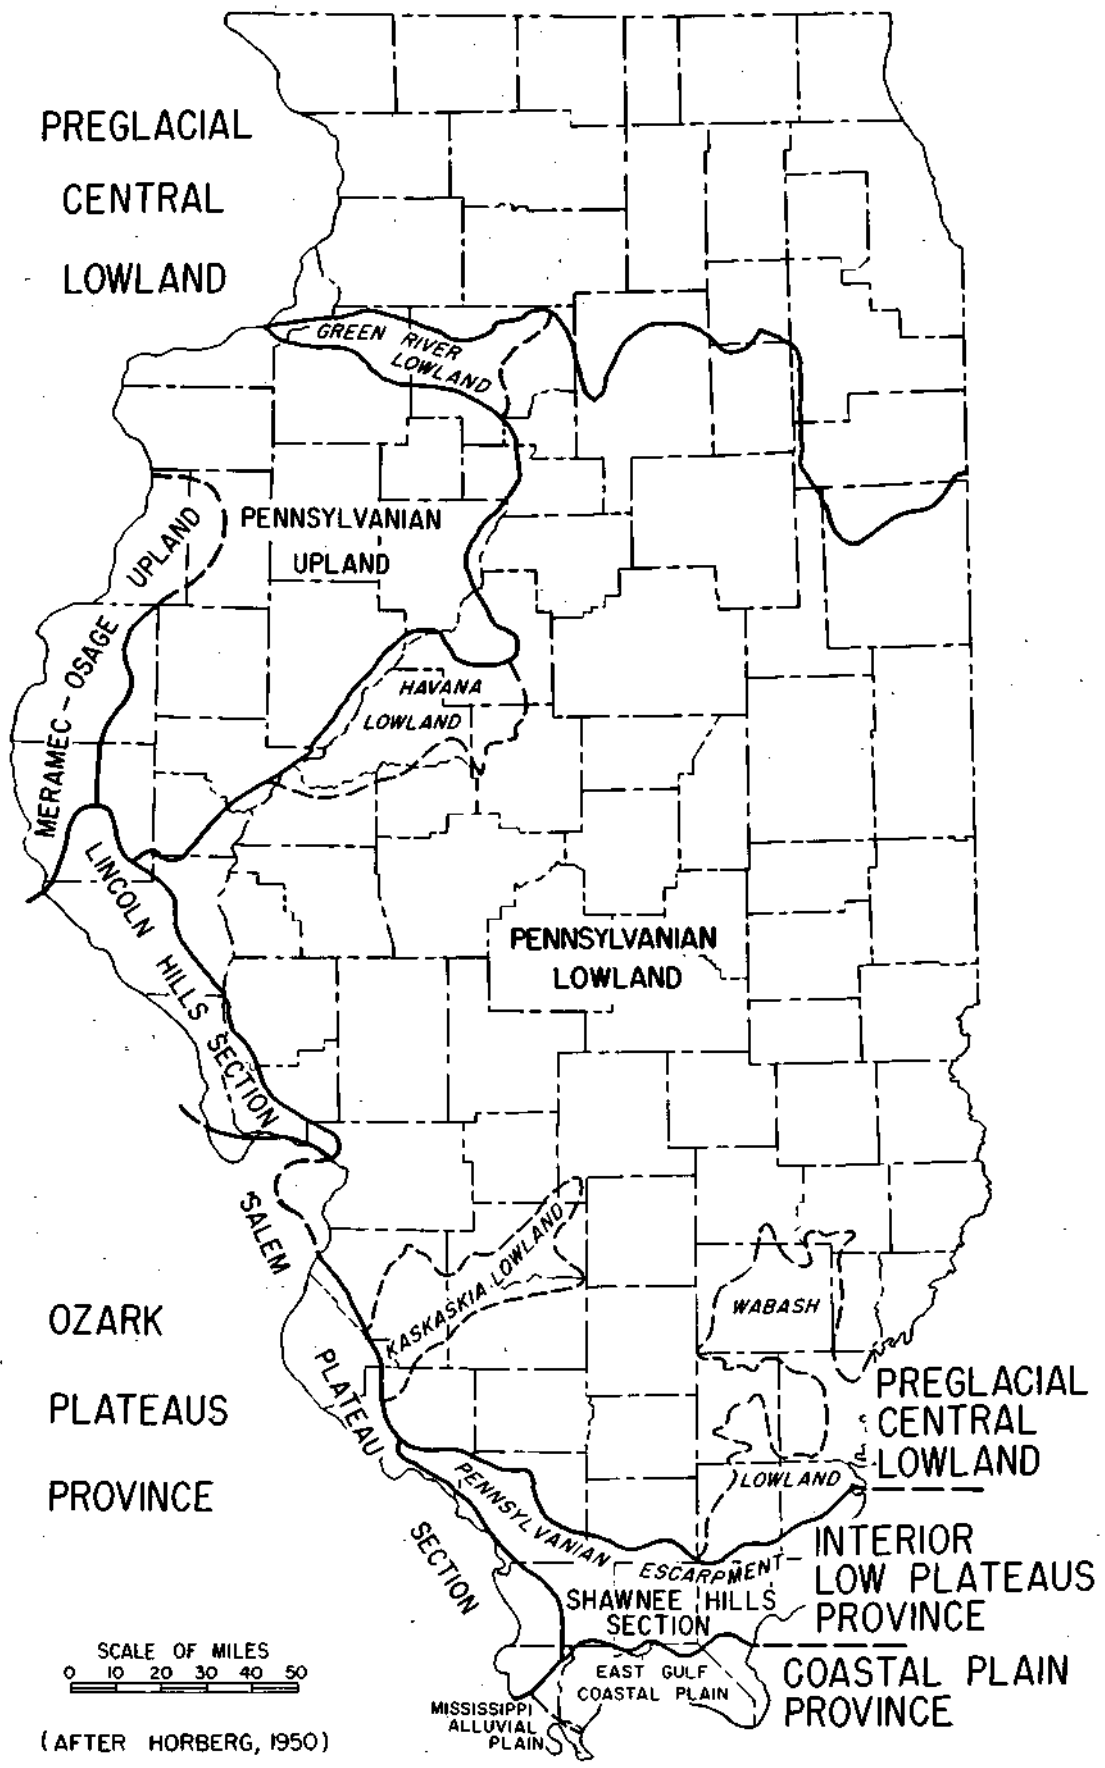 PREGLACIAL
CENTRAL
LOWLAND
GREEN RIVER
LOWLAND
PENNSYLVANIAN
UPLAND
MERAMEC - OSAGE UPLAND
HAVANA
LOWLAND
LINCOLN HILLS SECTION
PENNSYLVANIAN
LOWLAND
SALEM PLATEAU SECTION
KASKASKIA LOWLAND
WABASH
LOWLAND
OZARK
PLATEAUS
PROVINCE
PREGLACIAL
CENTRAL
LOWLAND
PENNSYLVANIAN ESCARPMENT
INTERIOR
LOW PLATEAUS
PROVINCE
SHAWNEE HILLS
SECTION
EAST GULF
COASTAL PLAIN
COASTAL PLAIN
PROVINCE
MISSISSIPPI
ALLUVIAL
PLAIN
SCALE OF MILES
0 10 20 30 40 50
(AFTER HORBERG, 1950)